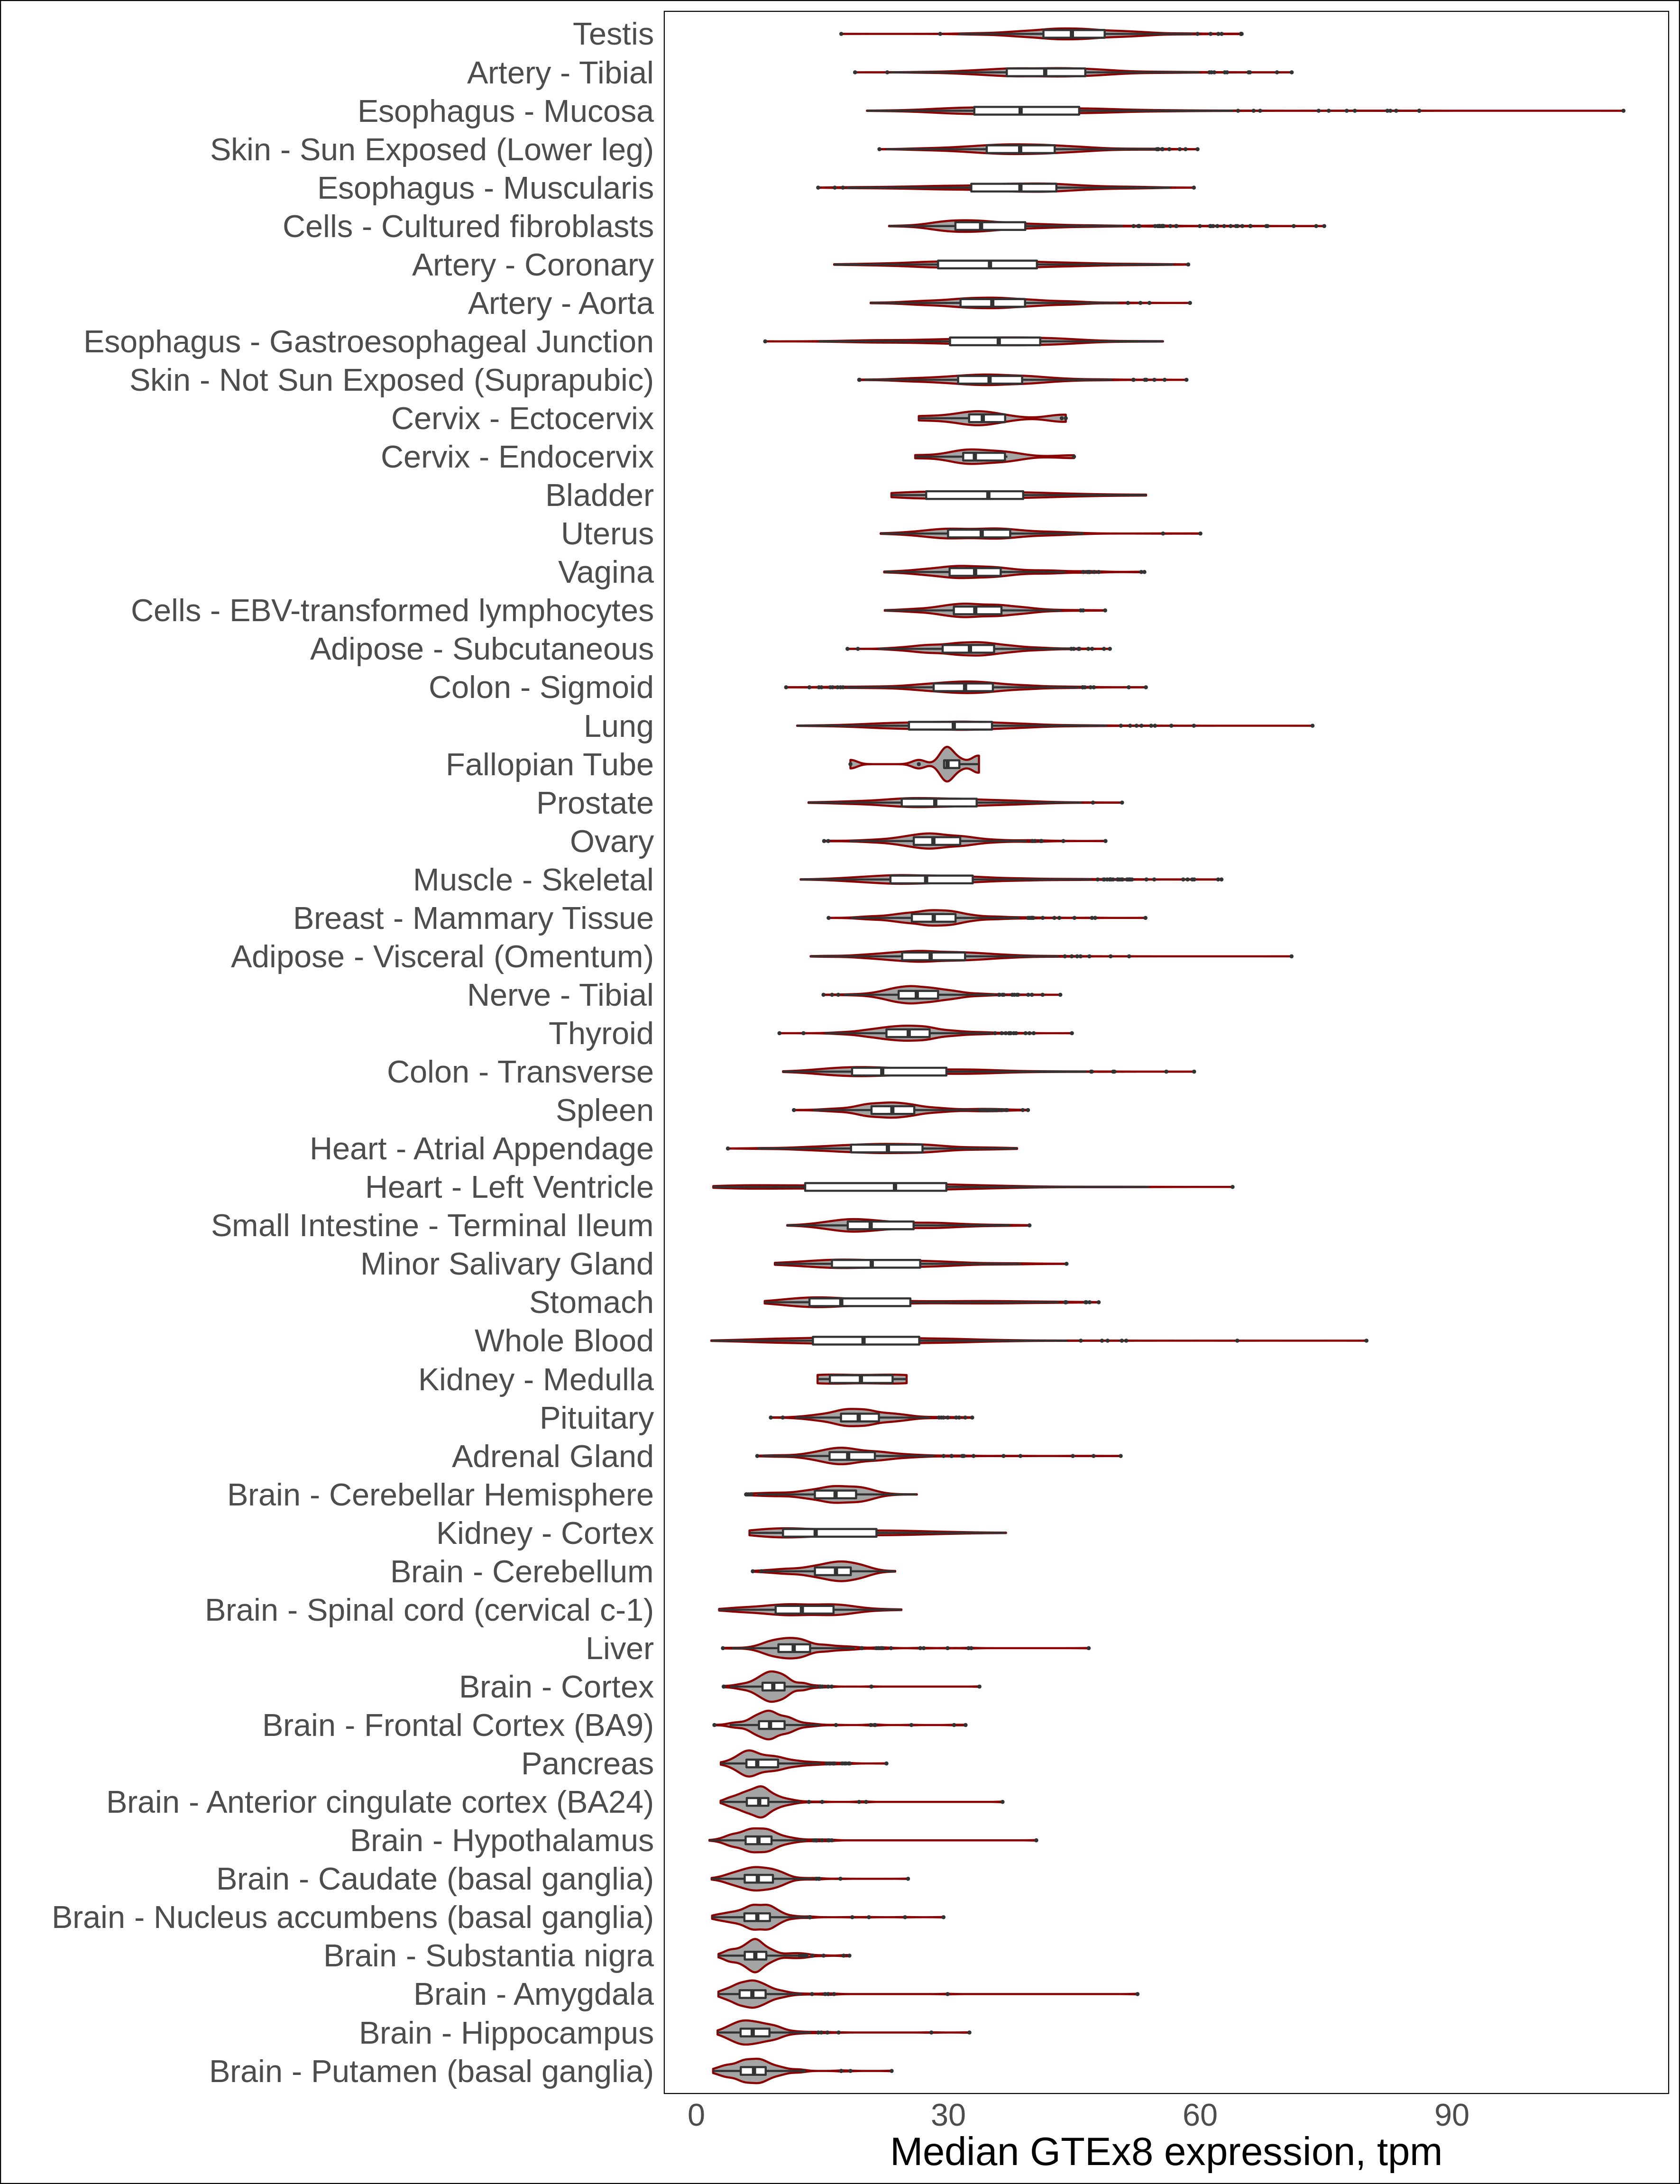 Testis
Artery - Tibial
Esophagus - Mucosa
Skin - Sun Exposed (Lower leg)
Esophagus - Muscularis
Cells - Cultured fibroblasts
Artery - Coronary
Artery - Aorta
Esophagus - Gastroesophageal Junction
Skin - Not Sun Exposed (Suprapubic)
Cervix - Ectocervix
Cervix - Endocervix
Bladder
Uterus
Vagina
Cells - EBV-transformed lymphocytes
Adipose - Subcutaneous
Colon - Sigmoid
Lung
Fallopian Tube
Prostate
Ovary
Muscle - Skeletal
Breast - Mammary Tissue
Adipose - Visceral (Omentum)
Nerve - Tibial
Thyroid
Colon - Transverse
Spleen
Heart - Atrial Appendage
Heart - Left Ventricle
Small Intestine - Terminal Ileum
Minor Salivary Gland
Stomach
Whole Blood
Kidney - Medulla
Pituitary
Adrenal Gland
Brain - Cerebellar Hemisphere
Kidney - Cortex
Brain - Cerebellum
Brain - Spinal cord (cervical c-1)
Liver
Brain - Cortex
Brain - Frontal Cortex (BA9)
Pancreas
Brain - Anterior cingulate cortex (BA24)
Brain - Hypothalamus
Brain - Caudate (basal ganglia)
Brain - Nucleus accumbens (basal ganglia)
Brain - Substantia nigra
Brain - Amygdala
Brain - Hippocampus
Brain - Putamen (basal ganglia)
0 30 60 90
Median GTEx8 expression, tpm